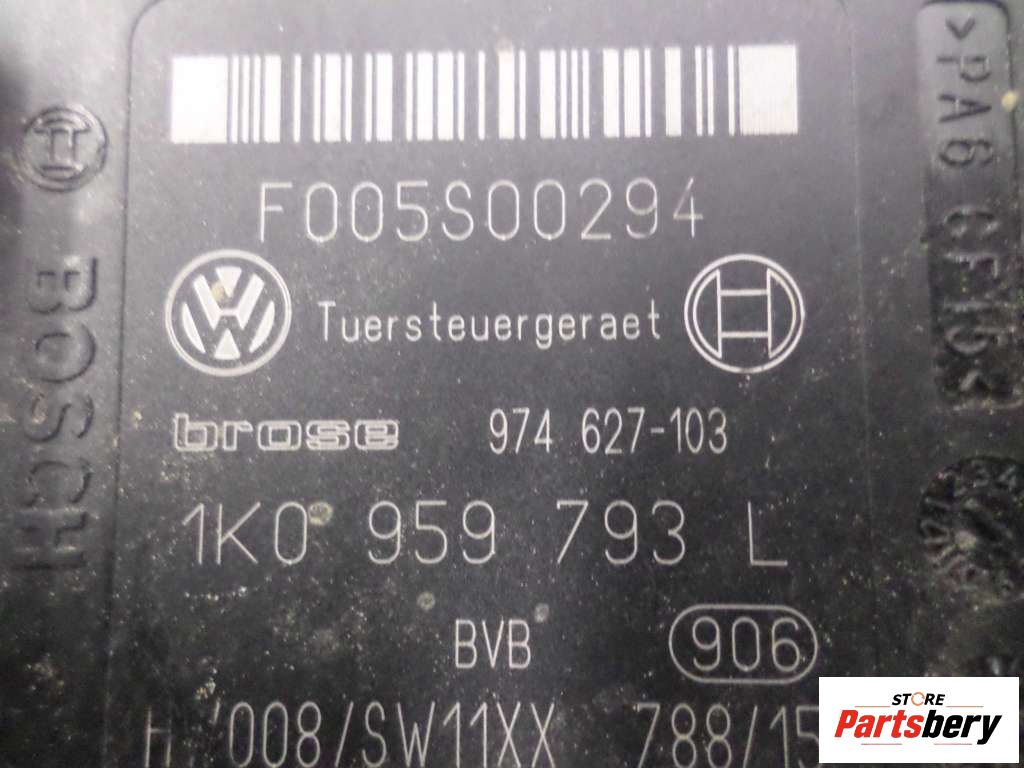 F005S00294
Tuersteuergeraet
brose 974 627-103
1K0 959 793 L
BVB 906
008/SW11XX 788/15
BOSCH
>PA6 GF15<
STORE
Partsbery